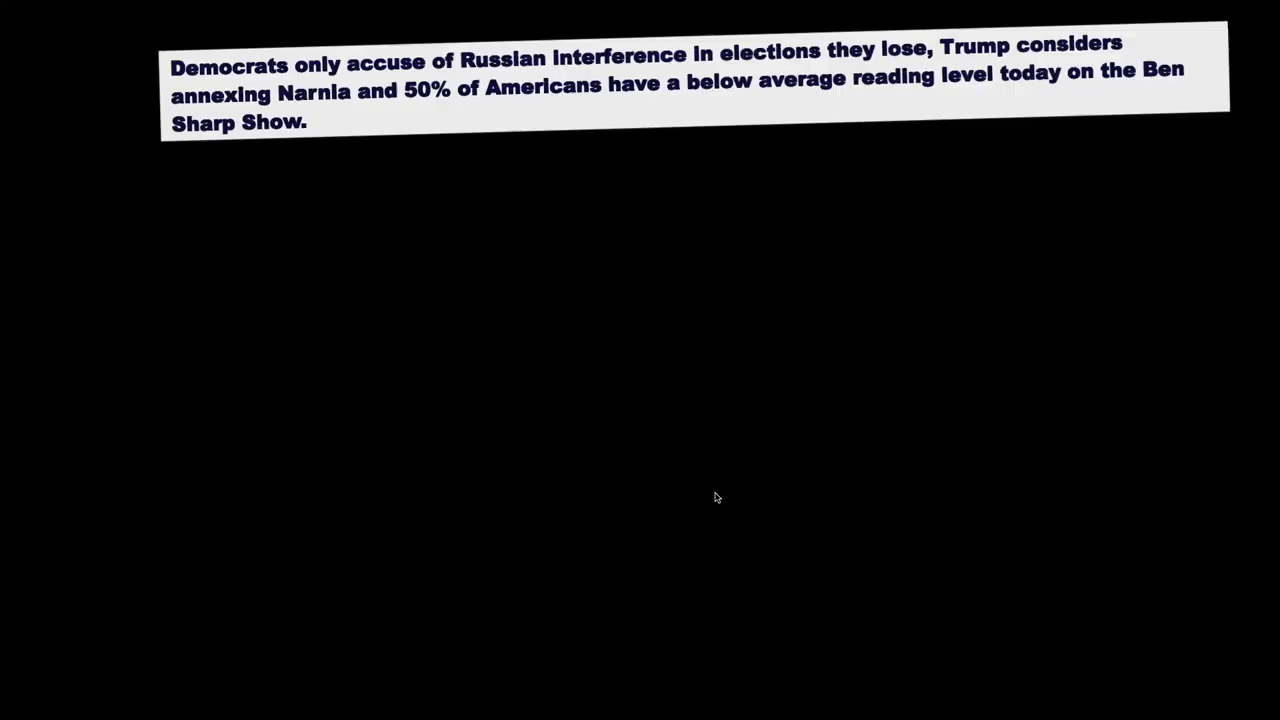 Democrats only accuse of Russian interference in elections they lose, Trump considers
annexing Narnia and 50% of Americans have a below average reading level today on the Ben
Sharp Show.